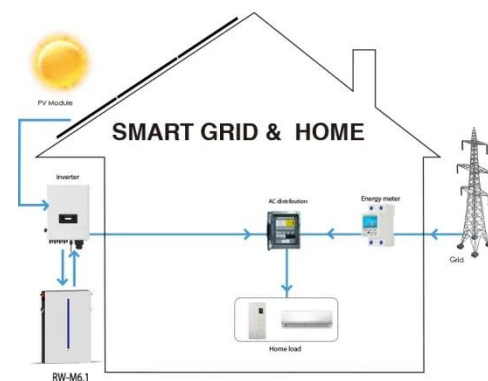 PV Module
SMART GRID & HOME
Inverter
AC distribution
Energy meter
Grid
Home load
RW-M6.1